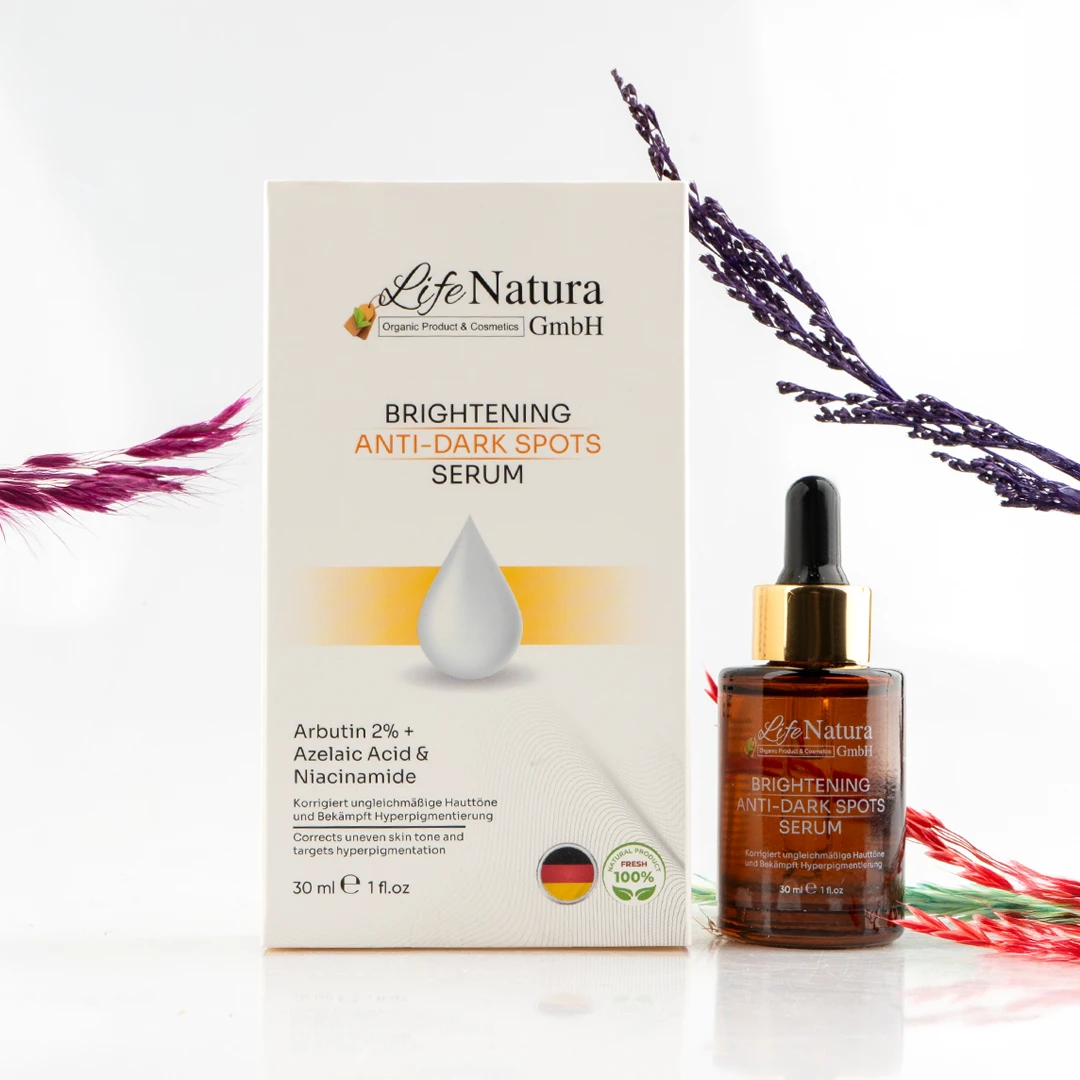 Life Natura
Organic Product & Cosmetics GmbH
BRIGHTENING
ANTI-DARK SPOTS
SERUM
Arbutin 2% +
Azelaic Acid &
Niacinamide
Korrigiert ungleichmäßige Hauttöne
und Bekämpft Hyperpigmentierung
Corrects uneven skin tone and
targets hyperpigmentation
30 ml ℮ 1 fl.oz
NATURAL PRODUCT
FRESH
100%
Life Natura
Organic Product & Cosmetics GmbH
BRIGHTENING
ANTI-DARK SPOTS
SERUM
Korrigiert ungleichmäßige Hauttöne
und Bekämpft Hyperpigmentierung
30 ml ℮ 1 fl.oz